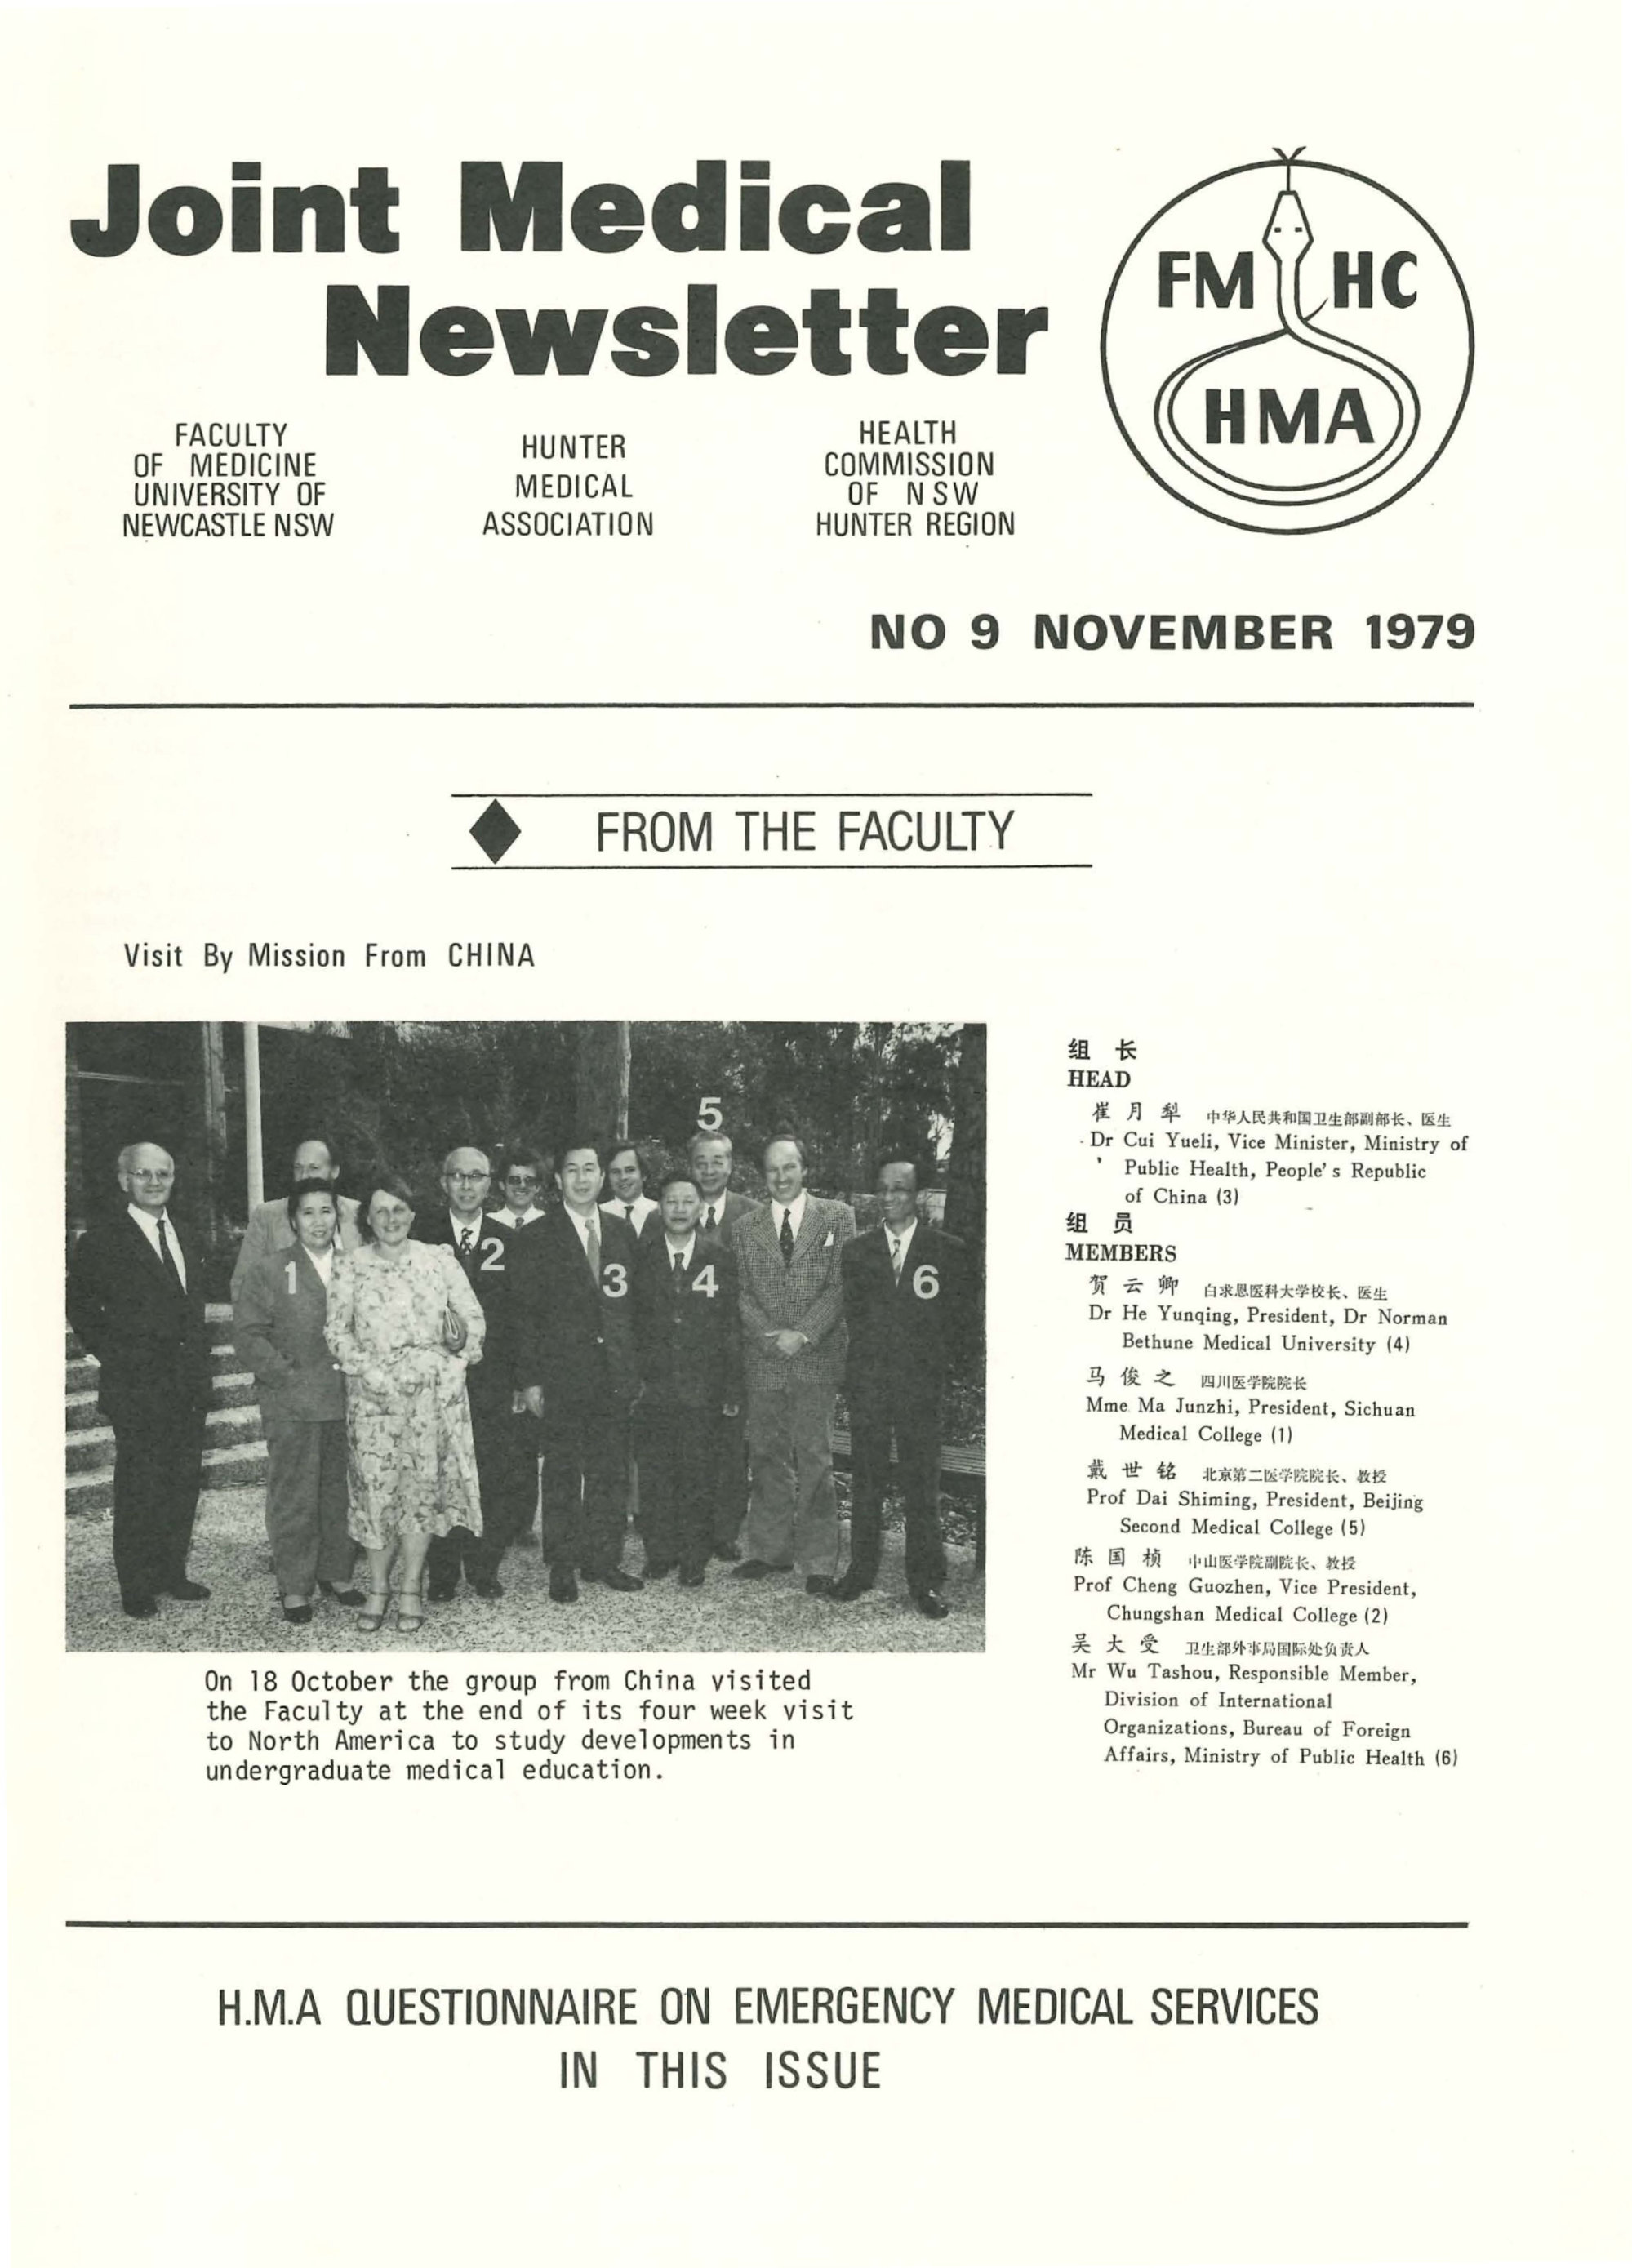 Joint Medical
Newsletter
FM HC
HMA
FACULTY
OF MEDICINE
UNIVERSITY OF
NEWCASTLE NSW
HUNTER
MEDICAL
ASSOCIATION
HEALTH
COMMISSION
OF NSW
HUNTER REGION
NO 9 NOVEMBER 1979
FROM THE FACULTY
Visit By Mission From CHINA
5
1
2
3
4
6
On 18 October the group from China visited
the Faculty at the end of its four week visit
to North America to study developments in
undergraduate medical education.
组 长
HEAD
崔 月 犁 中华人民共和国卫生部副部长、医生
Dr Cui Yueli, Vice Minister, Ministry of
Public Health, People's Republic
of China (3)
组 员
MEMBERS
贺 云 卿 白求恩医科大学校长、医生
Dr He Yunqing, President, Dr Norman
Bethune Medical University (4)
马 俊 之 四川医学院院长
Mme Ma Junzhi, President, Sichuan
Medical College (1)
戴 世 铭 北京第二医学院院长、教授
Prof Dai Shiming, President, Beijing
Second Medical College (5)
陈 国 桢 中山医学院副院长、教授
Prof Cheng Guozhen, Vice President,
Chungshan Medical College (2)
吴 大 受 卫生部外事局国际处负责人
Mr Wu Tashou, Responsible Member,
Division of International
Organizations, Bureau of Foreign
Affairs, Ministry of Public Health (6)
H.M.A QUESTIONNAIRE ON EMERGENCY MEDICAL SERVICES
IN THIS ISSUE